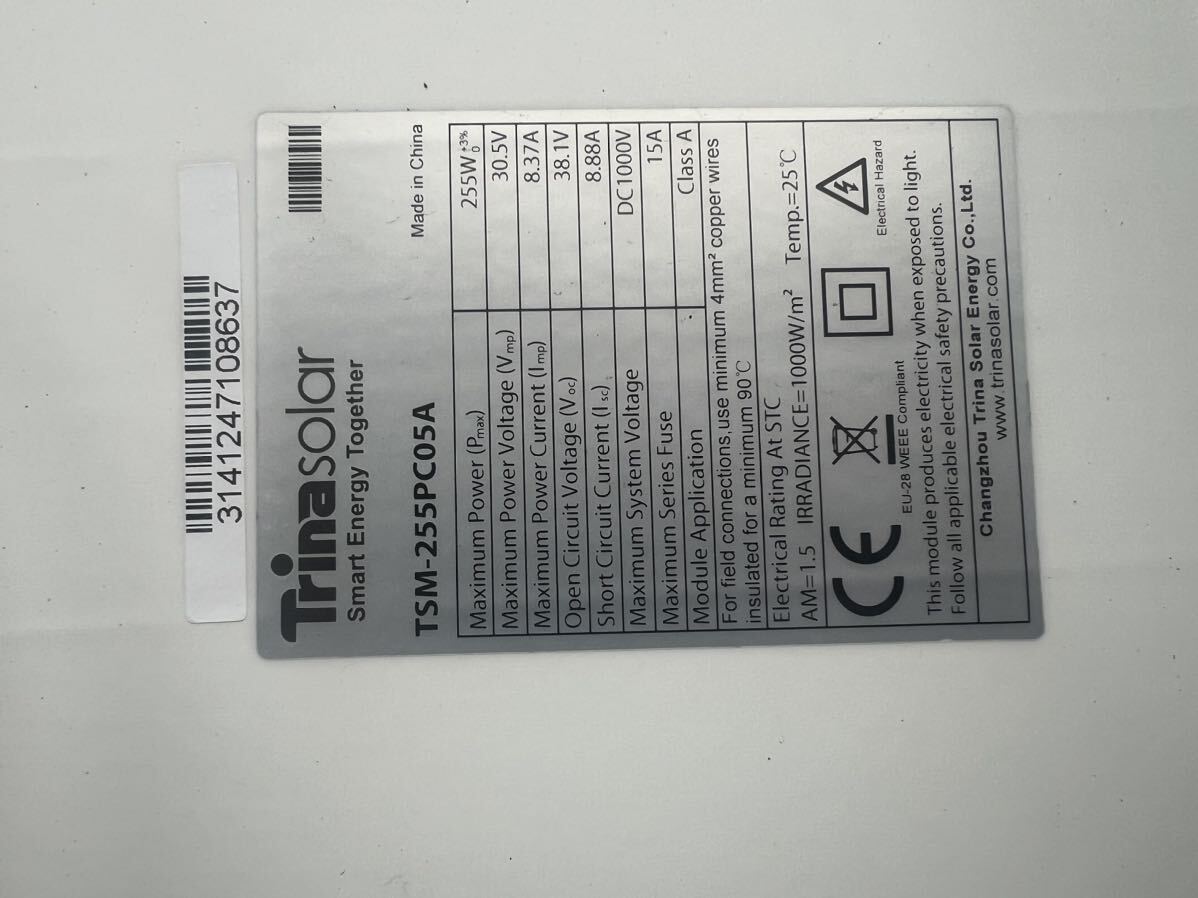 314124747108637
Trinasolar
Smart Energy Together
TSM-255PC05A Made in China
Maximum Power (Pmax) 255W +3% 0
Maximum Power Voltage (Vmp) 30.5V
Maximum Power Current (Imp) 8.37A
Open Circuit Voltage (Voc) 38.1V
Short Circuit Current (Isc) 8.88A
Maximum System Voltage DC1000V
Maximum Series Fuse 15A
Module Application Class A
For field connections,use minimum 4mm² copper wires
insulated for a minimum 90℃
Electrical Rating At STC
AM=1.5 IRRADIANCE=1000W/m² Temp.=25℃
CE
EU-28 WEEE Compliant
Electrical Hazard
This module produces electricity when exposed to light.
Follow all applicable electrical safety precautions.
Changzhou Trina Solar Energy Co.,Ltd.
www.trinasolar.com